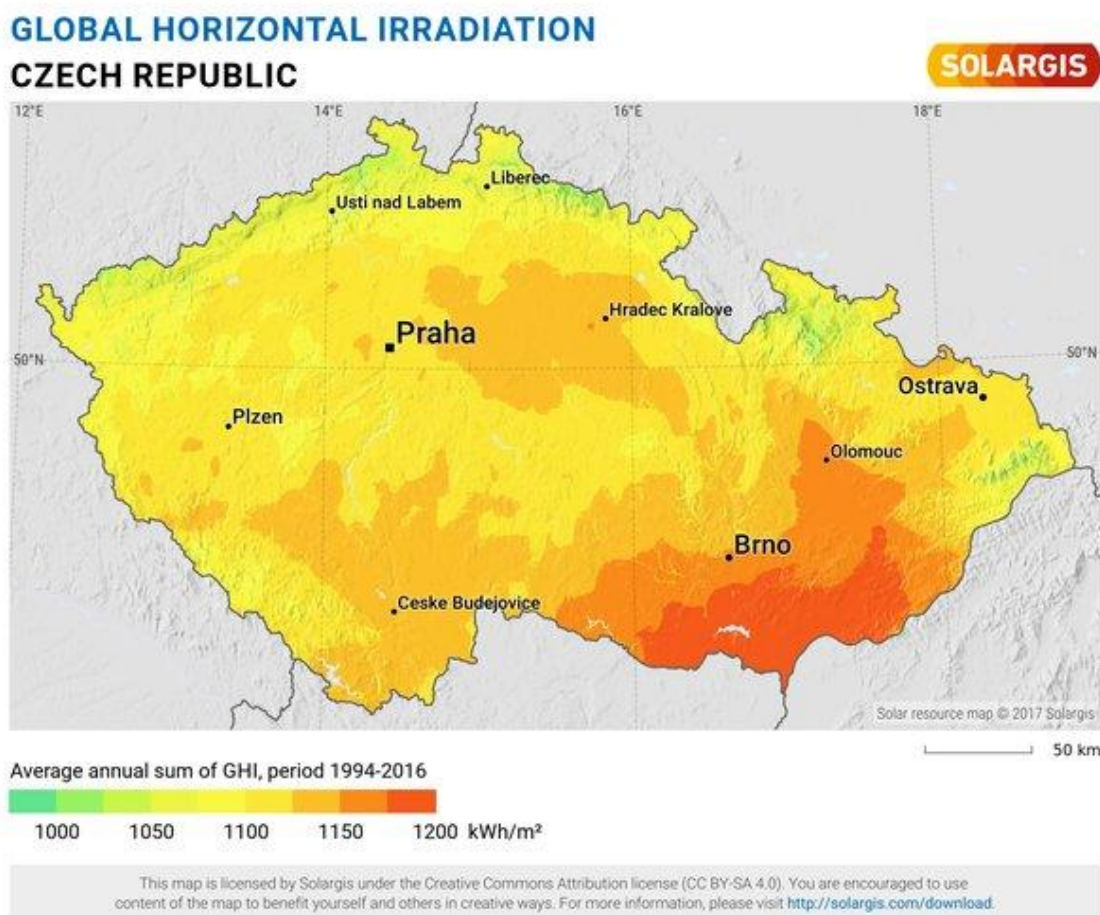 GLOBAL HORIZONTAL IRRADIATION
CZECH REPUBLIC
SOLARGIS
12°E
14°E
16°E
18°E
Liberec
Usti nad Labem
Hradec Kralove
Praha
50°N
50°N
Ostrava
Plzen
Olomouc
Brno
Ceske Budejovice
Solar resource map © 2017 Solargis
50 km
Average annual sum of GHI, period 1994-2016
1000 1050 1100 1150 1200 kWh/m²
This map is licensed by Solargis under the Creative Commons Attribution license (CC BY-SA 4.0). You are encouraged to use
content of the map to benefit yourself and others in creative ways. For more information, please visit http://solargis.com/download.